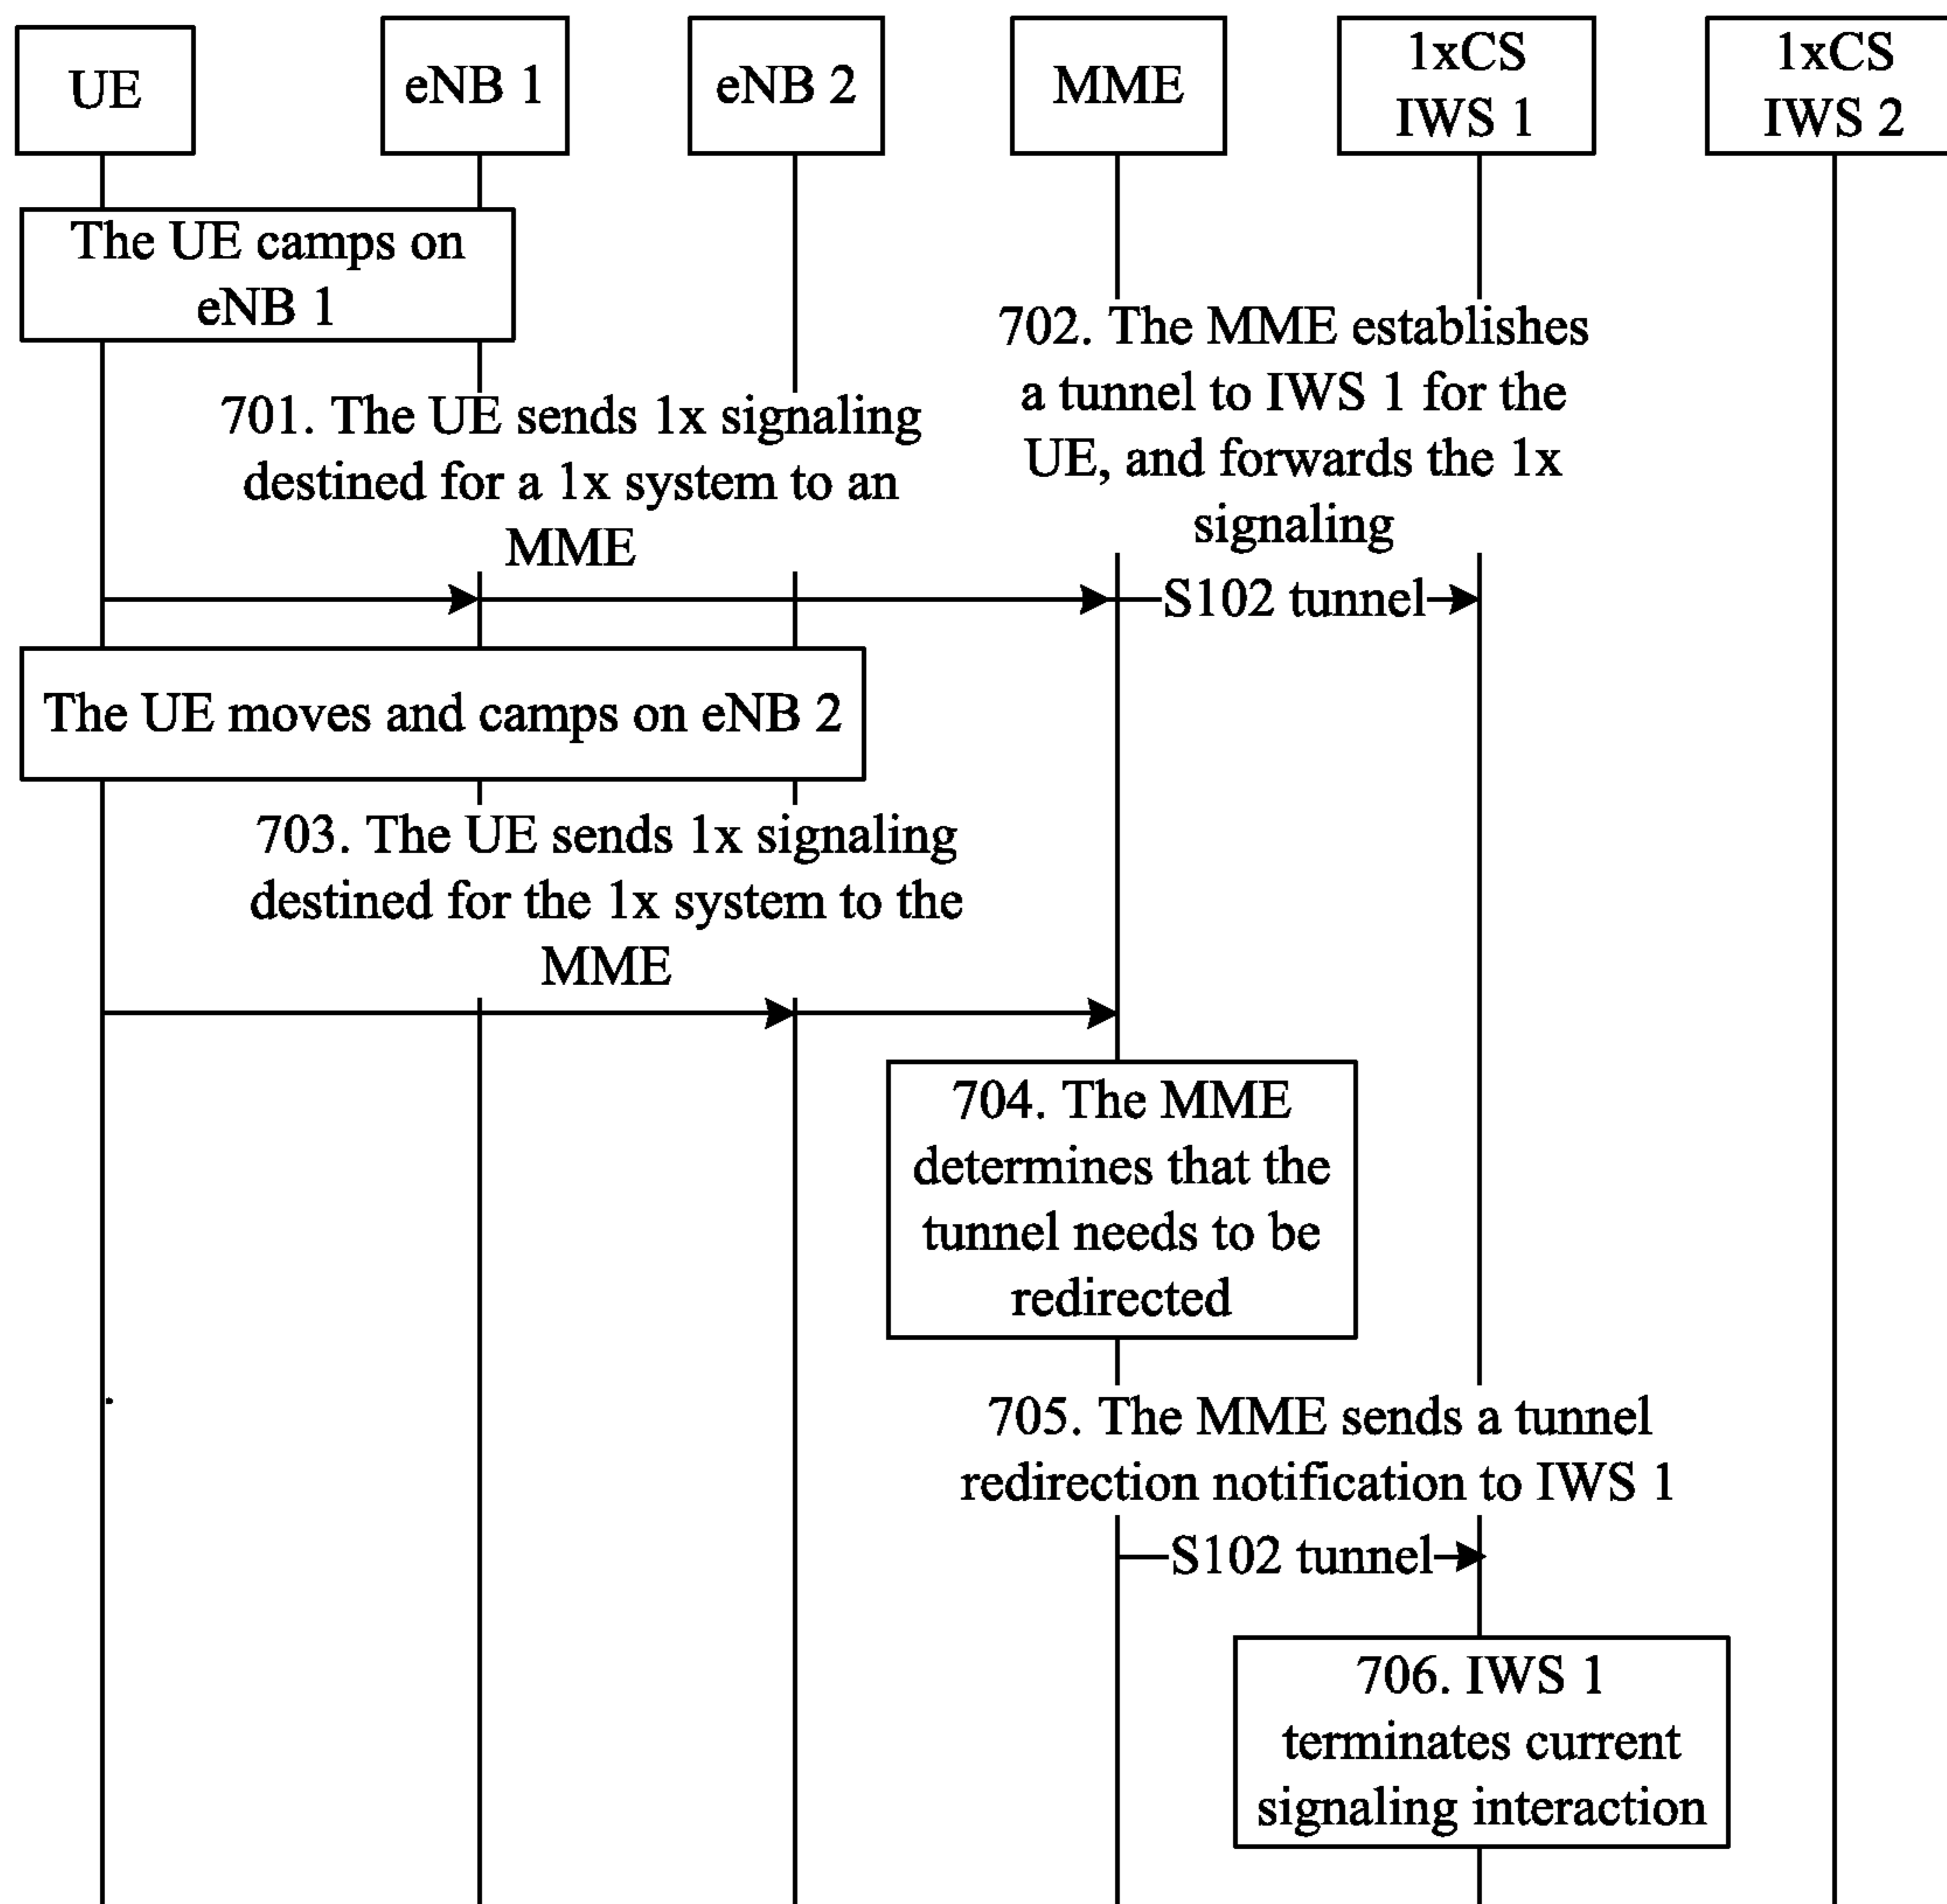 UE
eNB 1
eNB 2
MME
1xCS
IWS 1
1xCS
IWS 2
The UE camps on
eNB 1
702. The MME establishes
a tunnel to IWS 1 for the
UE, and forwards the 1x
signaling
701. The UE sends 1x signaling
destined for a 1x system to an
MME
S102 tunnel
The UE moves and camps on eNB 2
703. The UE sends 1x signaling
destined for the 1x system to the
MME
704. The MME
determines that the
tunnel needs to be
redirected
705. The MME sends a tunnel
redirection notification to IWS 1
S102 tunnel
706. IWS 1
terminates current
signaling interaction